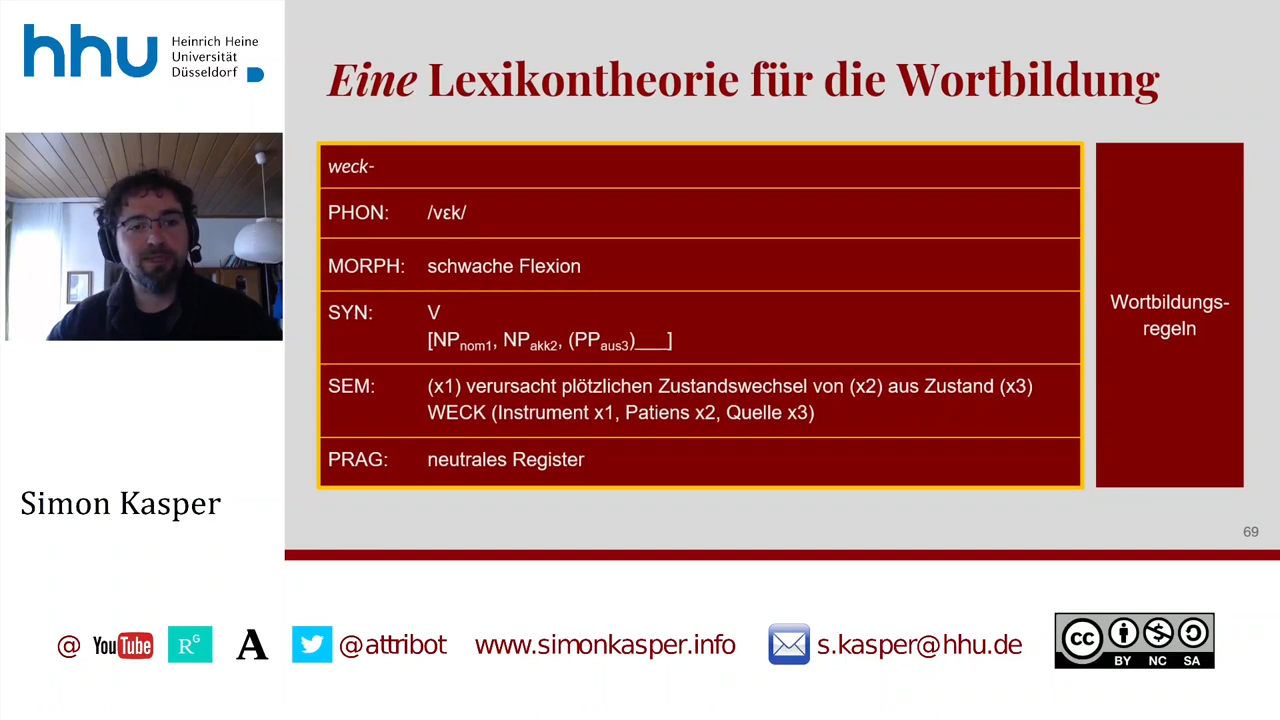 hhu
Heinrich Heine
Universität
Düsseldorf
Eine Lexikontheorie für die Wortbildung
weck-
PHON: /vɛk/
MORPH: schwache Flexion
SYN: V
[NPnom1, NPakk2, (PPaus3)___]
SEM: (x1) verursacht plötzlichen Zustandswechsel von (x2) aus Zustand (x3)
WECK (Instrument x1, Patiens x2, Quelle x3)
PRAG: neutrales Register
Wortbildungs-
regeln
69
Simon Kasper
@ YouTube RG A @attribot www.simonkasper.info s.kasper@hhu.de cc
BY NC SA